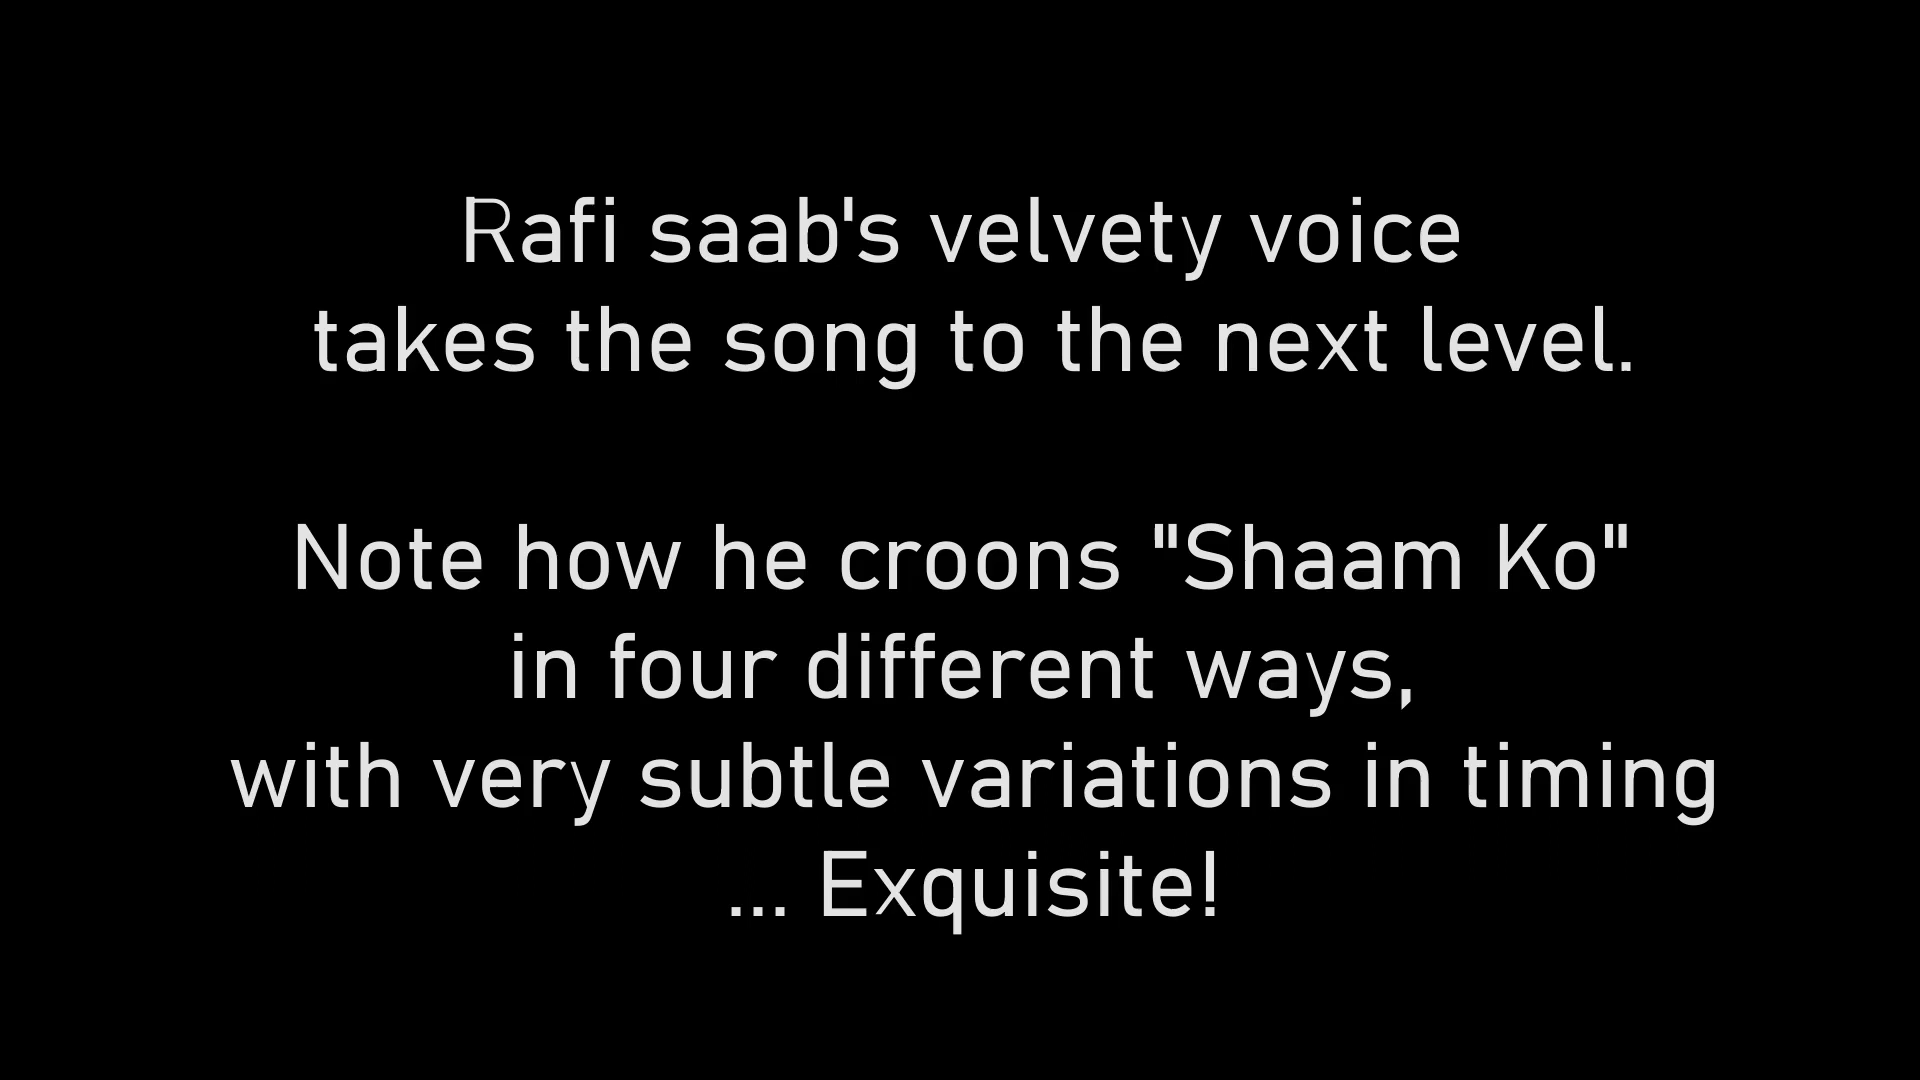 Rafi saab's velvety voice
takes the song to the next level.
Note how he croons "Shaam Ko"
in four different ways,
with very subtle variations in timing
... Exquisite!